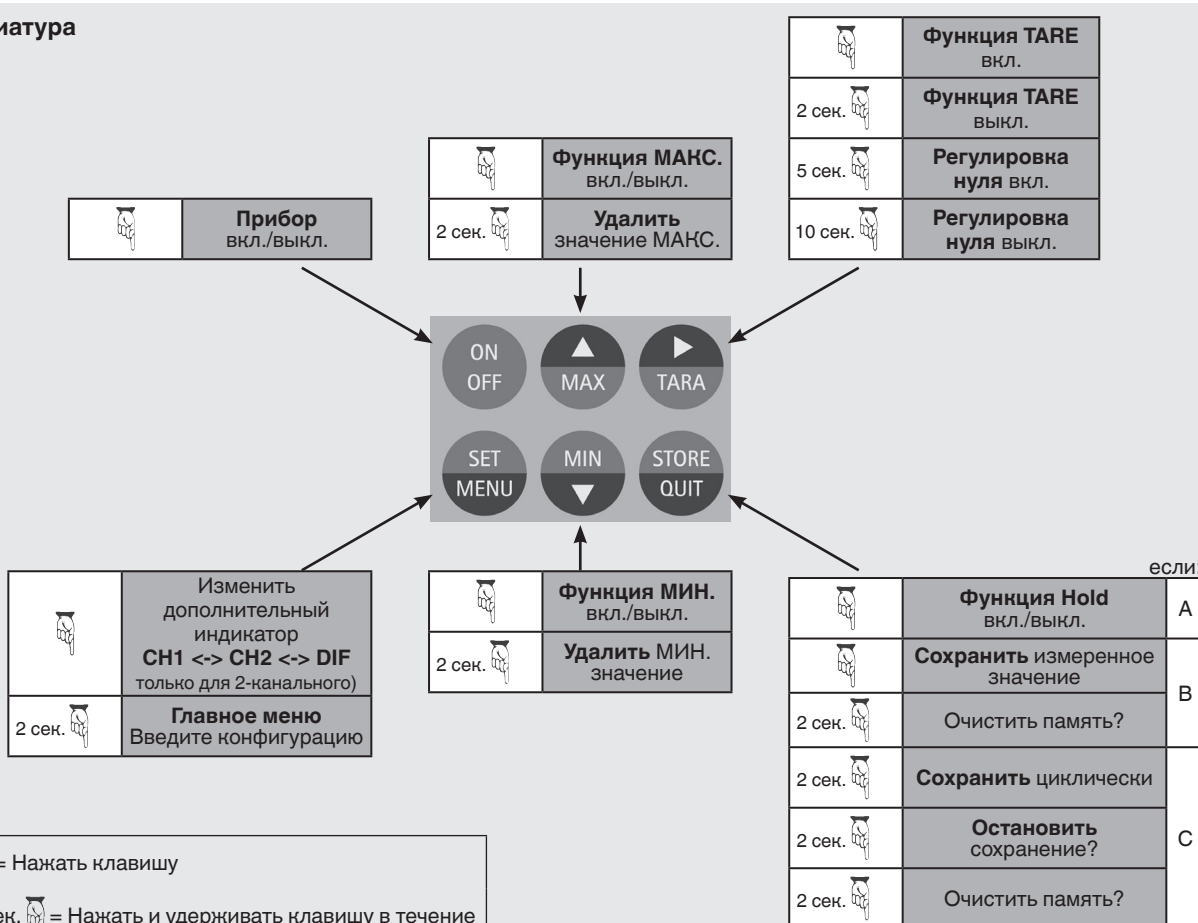 иатура
Функция TARE
вкл.
2 сек.
Функция TARE
выкл.
5 сек.
Регулировка
нуля вкл.
10 сек.
Регулировка
нуля выкл.
Функция МАКС.
вкл./выкл.
2 сек.
Удалить
значение МАКС.
Прибор
вкл./выкл.
ON
OFF
MAX
TARA
SET
MENU
MIN
STORE
QUIT
Изменить
дополнительный
индикатор
CH1 <-> CH2 <-> DIF
только для 2-канального)
2 сек.
Главное меню
Введите конфигурацию
Функция МИН.
вкл./выкл.
2 сек.
Удалить МИН.
значение
если:
Функция Hold
вкл./выкл.
A
Сохранить измеренное
значение
B
2 сек.
Очистить память?
2 сек.
Сохранить циклически
2 сек.
Остановить
сохранение?
C
2 сек.
Очистить память?
= Нажать клавишу
ек. = Нажать и удерживать клавишу в течение